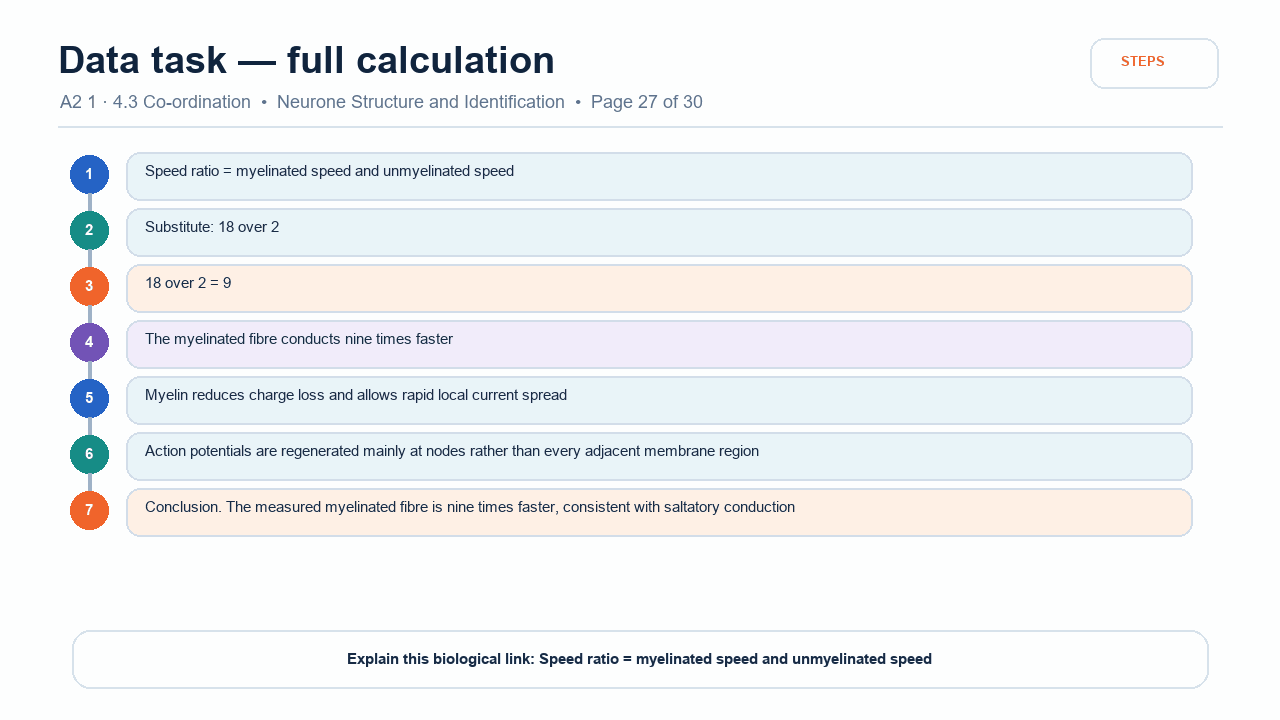 Data task — full calculation
STEPS
A2 1 · 4.3 Co-ordination • Neurone Structure and Identification • Page 27 of 30
1
Speed ratio = myelinated speed and unmyelinated speed
2
Substitute: 18 over 2
3
18 over 2 = 9
4
The myelinated fibre conducts nine times faster
5
Myelin reduces charge loss and allows rapid local current spread
6
Action potentials are regenerated mainly at nodes rather than every adjacent membrane region
7
Conclusion. The measured myelinated fibre is nine times faster, consistent with saltatory conduction
Explain this biological link: Speed ratio = myelinated speed and unmyelinated speed